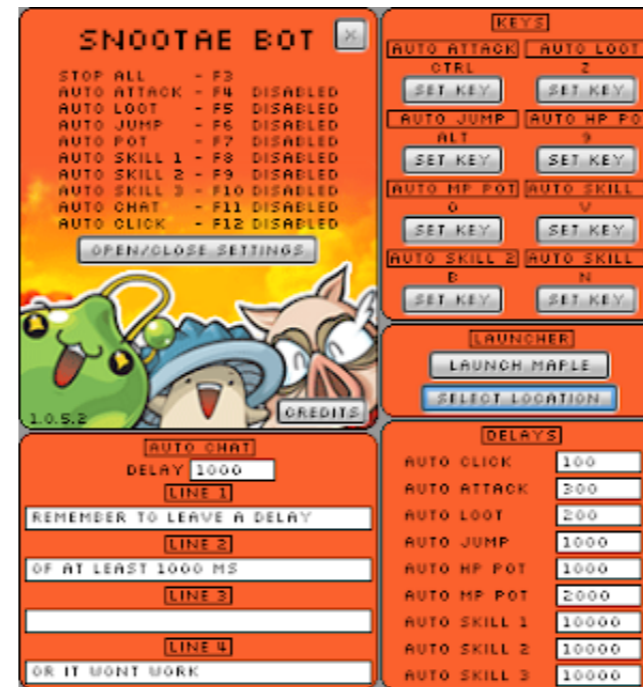 SNOOTAE BOT
STOP ALL - F3
AUTO ATTACK - F4 DISABLED
AUTO LOOT - F5 DISABLED
AUTO JUMP - F6 DISABLED
AUTO POT - F7 DISABLED
AUTO SKILL 1 - F8 DISABLED
AUTO SKILL 2 - F9 DISABLED
AUTO SKILL 3 - F10 DISABLED
AUTO CHAT - F11 DISABLED
AUTO CLICK - F12 DISABLED
OPEN/CLOSE SETTINGS
1.0.5.2
CREDITS
KEYS
AUTO ATTACK AUTO LOOT
CTRL Z
SET KEY SET KEY
AUTO JUMP AUTO HP PO
ALT 9
SET KEY SET KEY
AUTO MP POT AUTO SKILL
0 V
SET KEY SET KEY
AUTO SKILL 2 AUTO SKILL
B N
SET KEY SET KEY
LAUNCHER
LAUNCH MAPLE
SELECT LOCATION
AUTO CHAT
DELAY 1000
LINE 1
REMEMBER TO LEAVE A DELAY
LINE 2
OF AT LEAST 1000 MS
LINE 3
LINE 4
OR IT WONT WORK
DELAYS
AUTO CLICK 100
AUTO ATTACK 300
AUTO LOOT 200
AUTO JUMP 1000
AUTO HP POT 1000
AUTO MP POT 2000
AUTO SKILL 1 10000
AUTO SKILL 2 10000
AUTO SKILL 3 10000